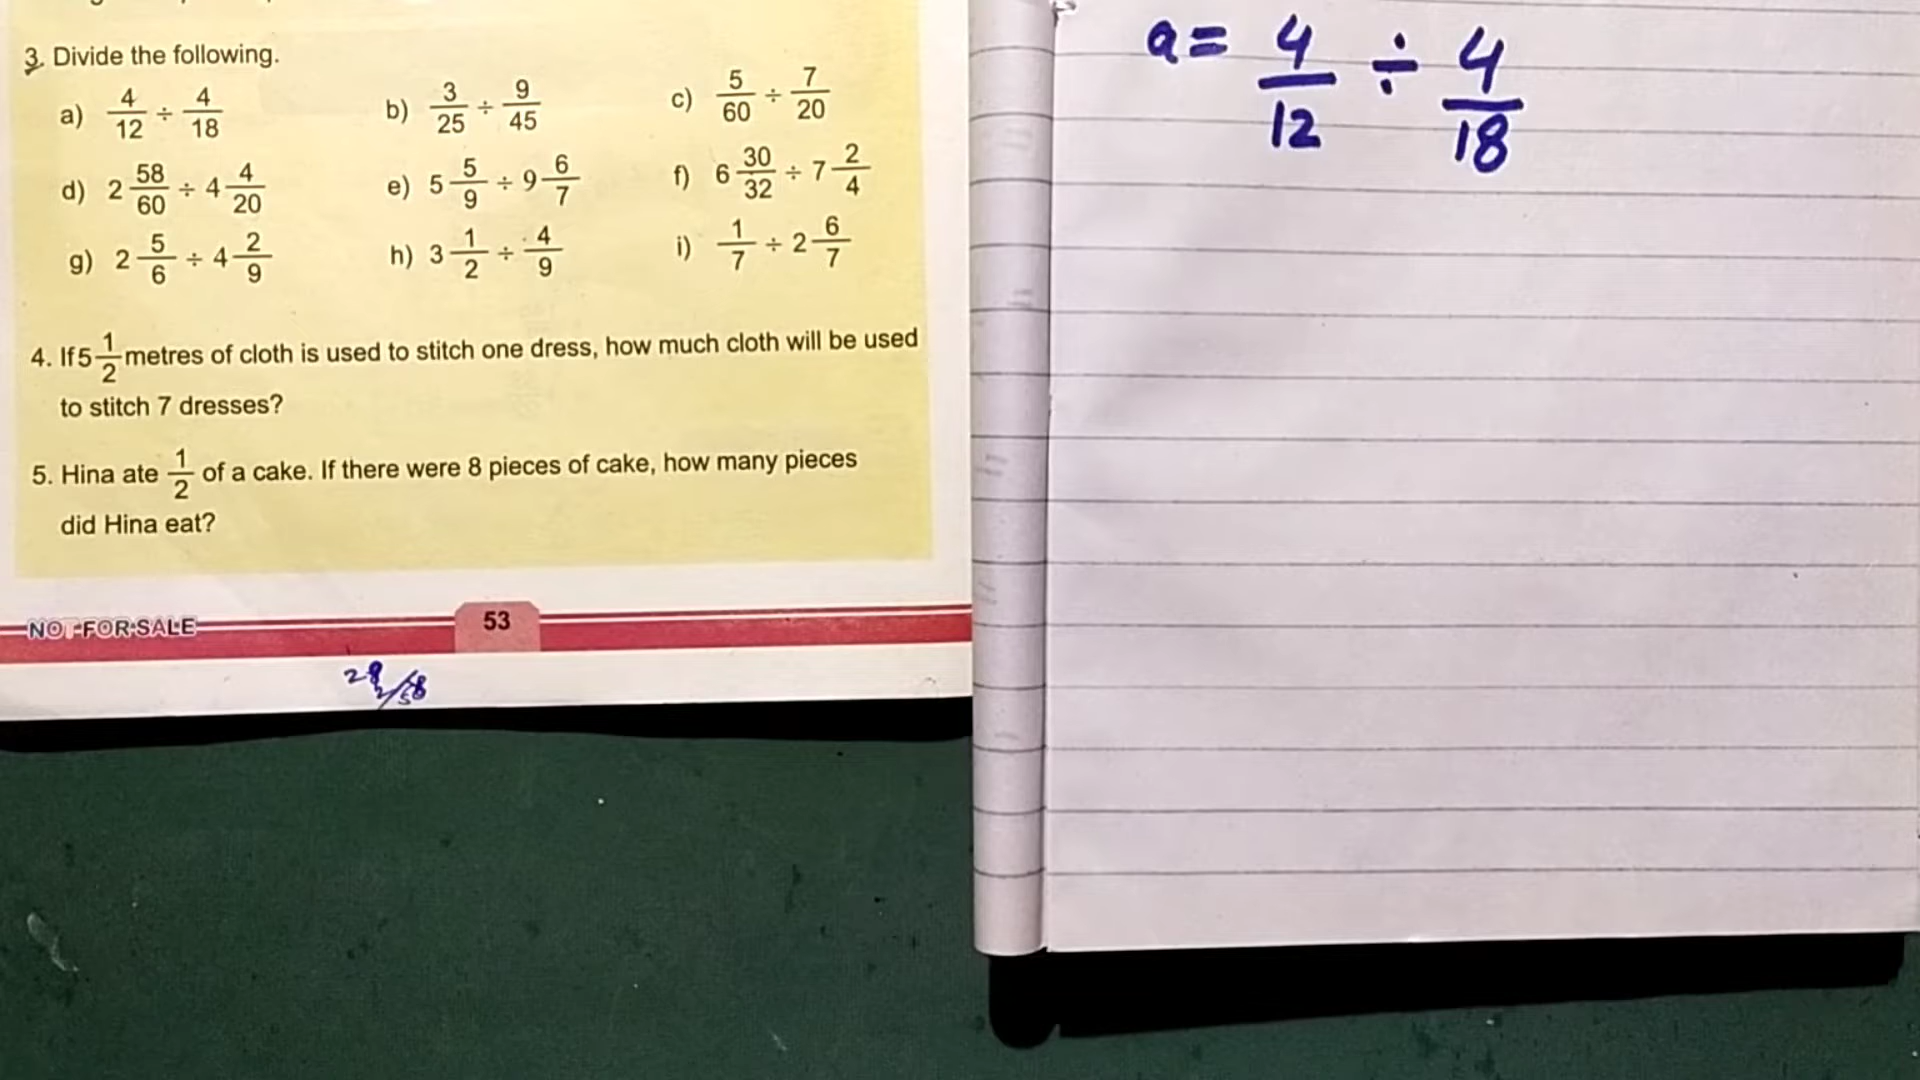 3. Divide the following.
a) 4/12 ÷ 4/18 b) 3/25 ÷ 9/45 c) 5/60 ÷ 7/20
d) 2 58/60 ÷ 4 4/20 e) 5 5/9 ÷ 9 6/7 f) 6 30/32 ÷ 7 2/4
g) 2 5/6 ÷ 4 2/9 h) 3 1/2 ÷ 4/9 i) 1/7 ÷ 2 6/7
4. If 5 1/2 metres of cloth is used to stitch one dress, how much cloth will be used
to stitch 7 dresses?
5. Hina ate 1/2 of a cake. If there were 8 pieces of cake, how many pieces
did Hina eat?
NOT FOR SALE
53
a= 4/12 ÷ 4/18